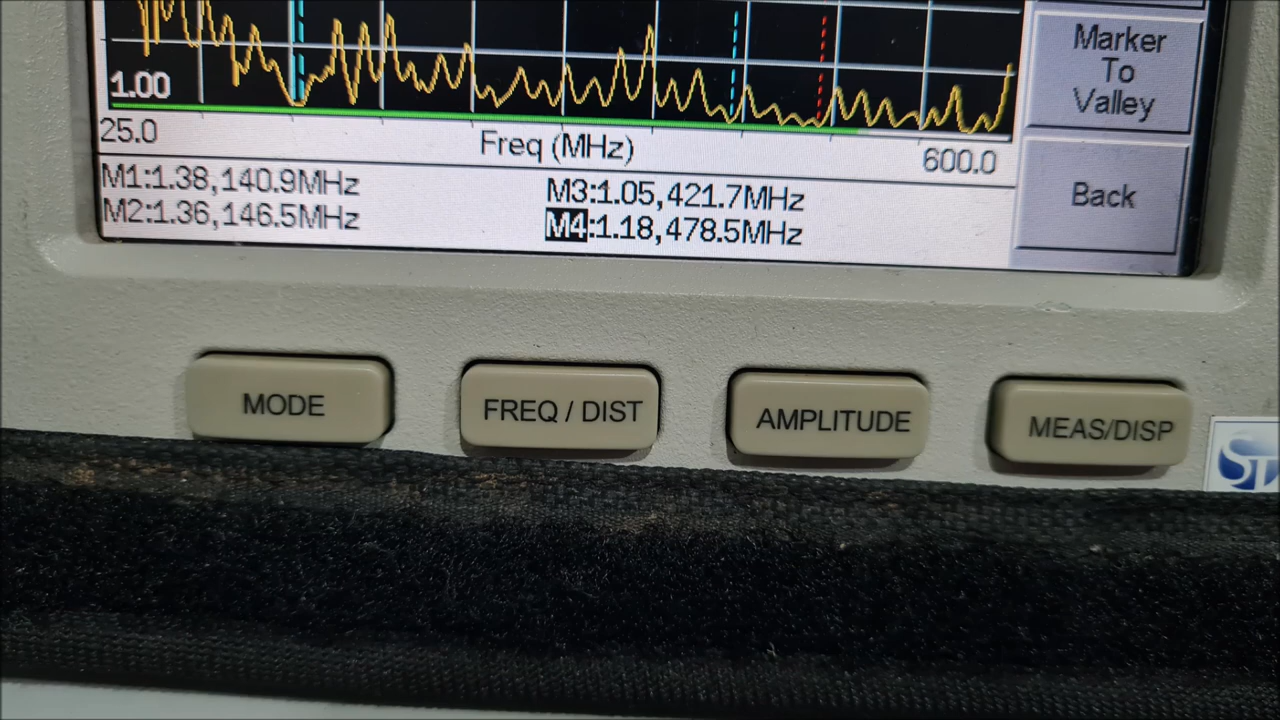 Marker
To
Valley
1.00
25.0
Freq (MHz)
600.0
M1:1.38,140.9MHz
M2:1.36,146.5MHz
M3:1.05,421.7MHz
M4:1.18,478.5MHz
Back
MODE
FREQ / DIST
AMPLITUDE
MEAS/DISP